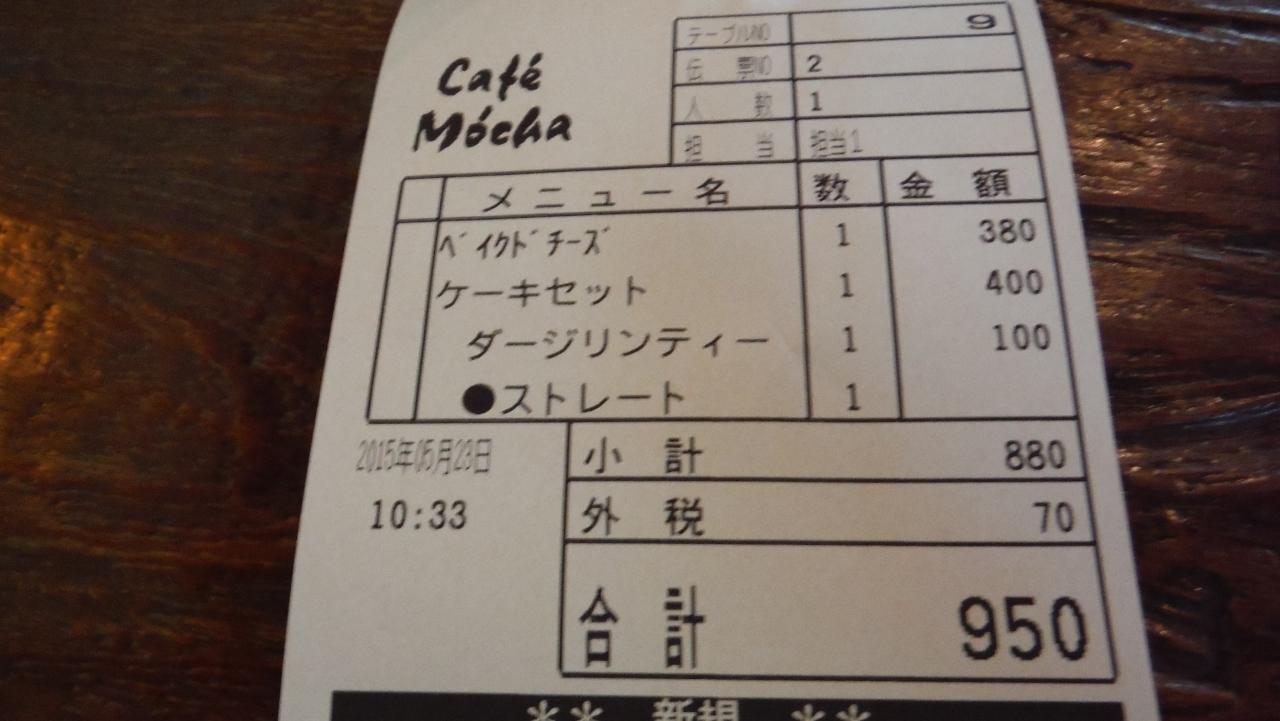 Café
Mócha
テーブルNO 9
伝票NO 2
人数 1
担当 担当1
メニュー名 数 金額
ﾍﾞｲｸﾄﾞﾁｰｽﾞ 1 380
ケーキセット 1 400
ダージリンティー 1 100
●ストレート 1
2015年05月23日
10:33
小計 880
外税 70
合計 950
** 新規 **